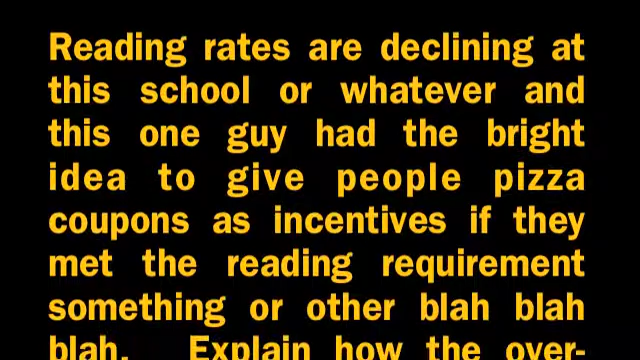 Reading rates are declining at
this school or whatever and
this one guy had the bright
idea to give people pizza
coupons as incentives if they
met the reading requirement
something or other blah blah
blah. Explain how the over-